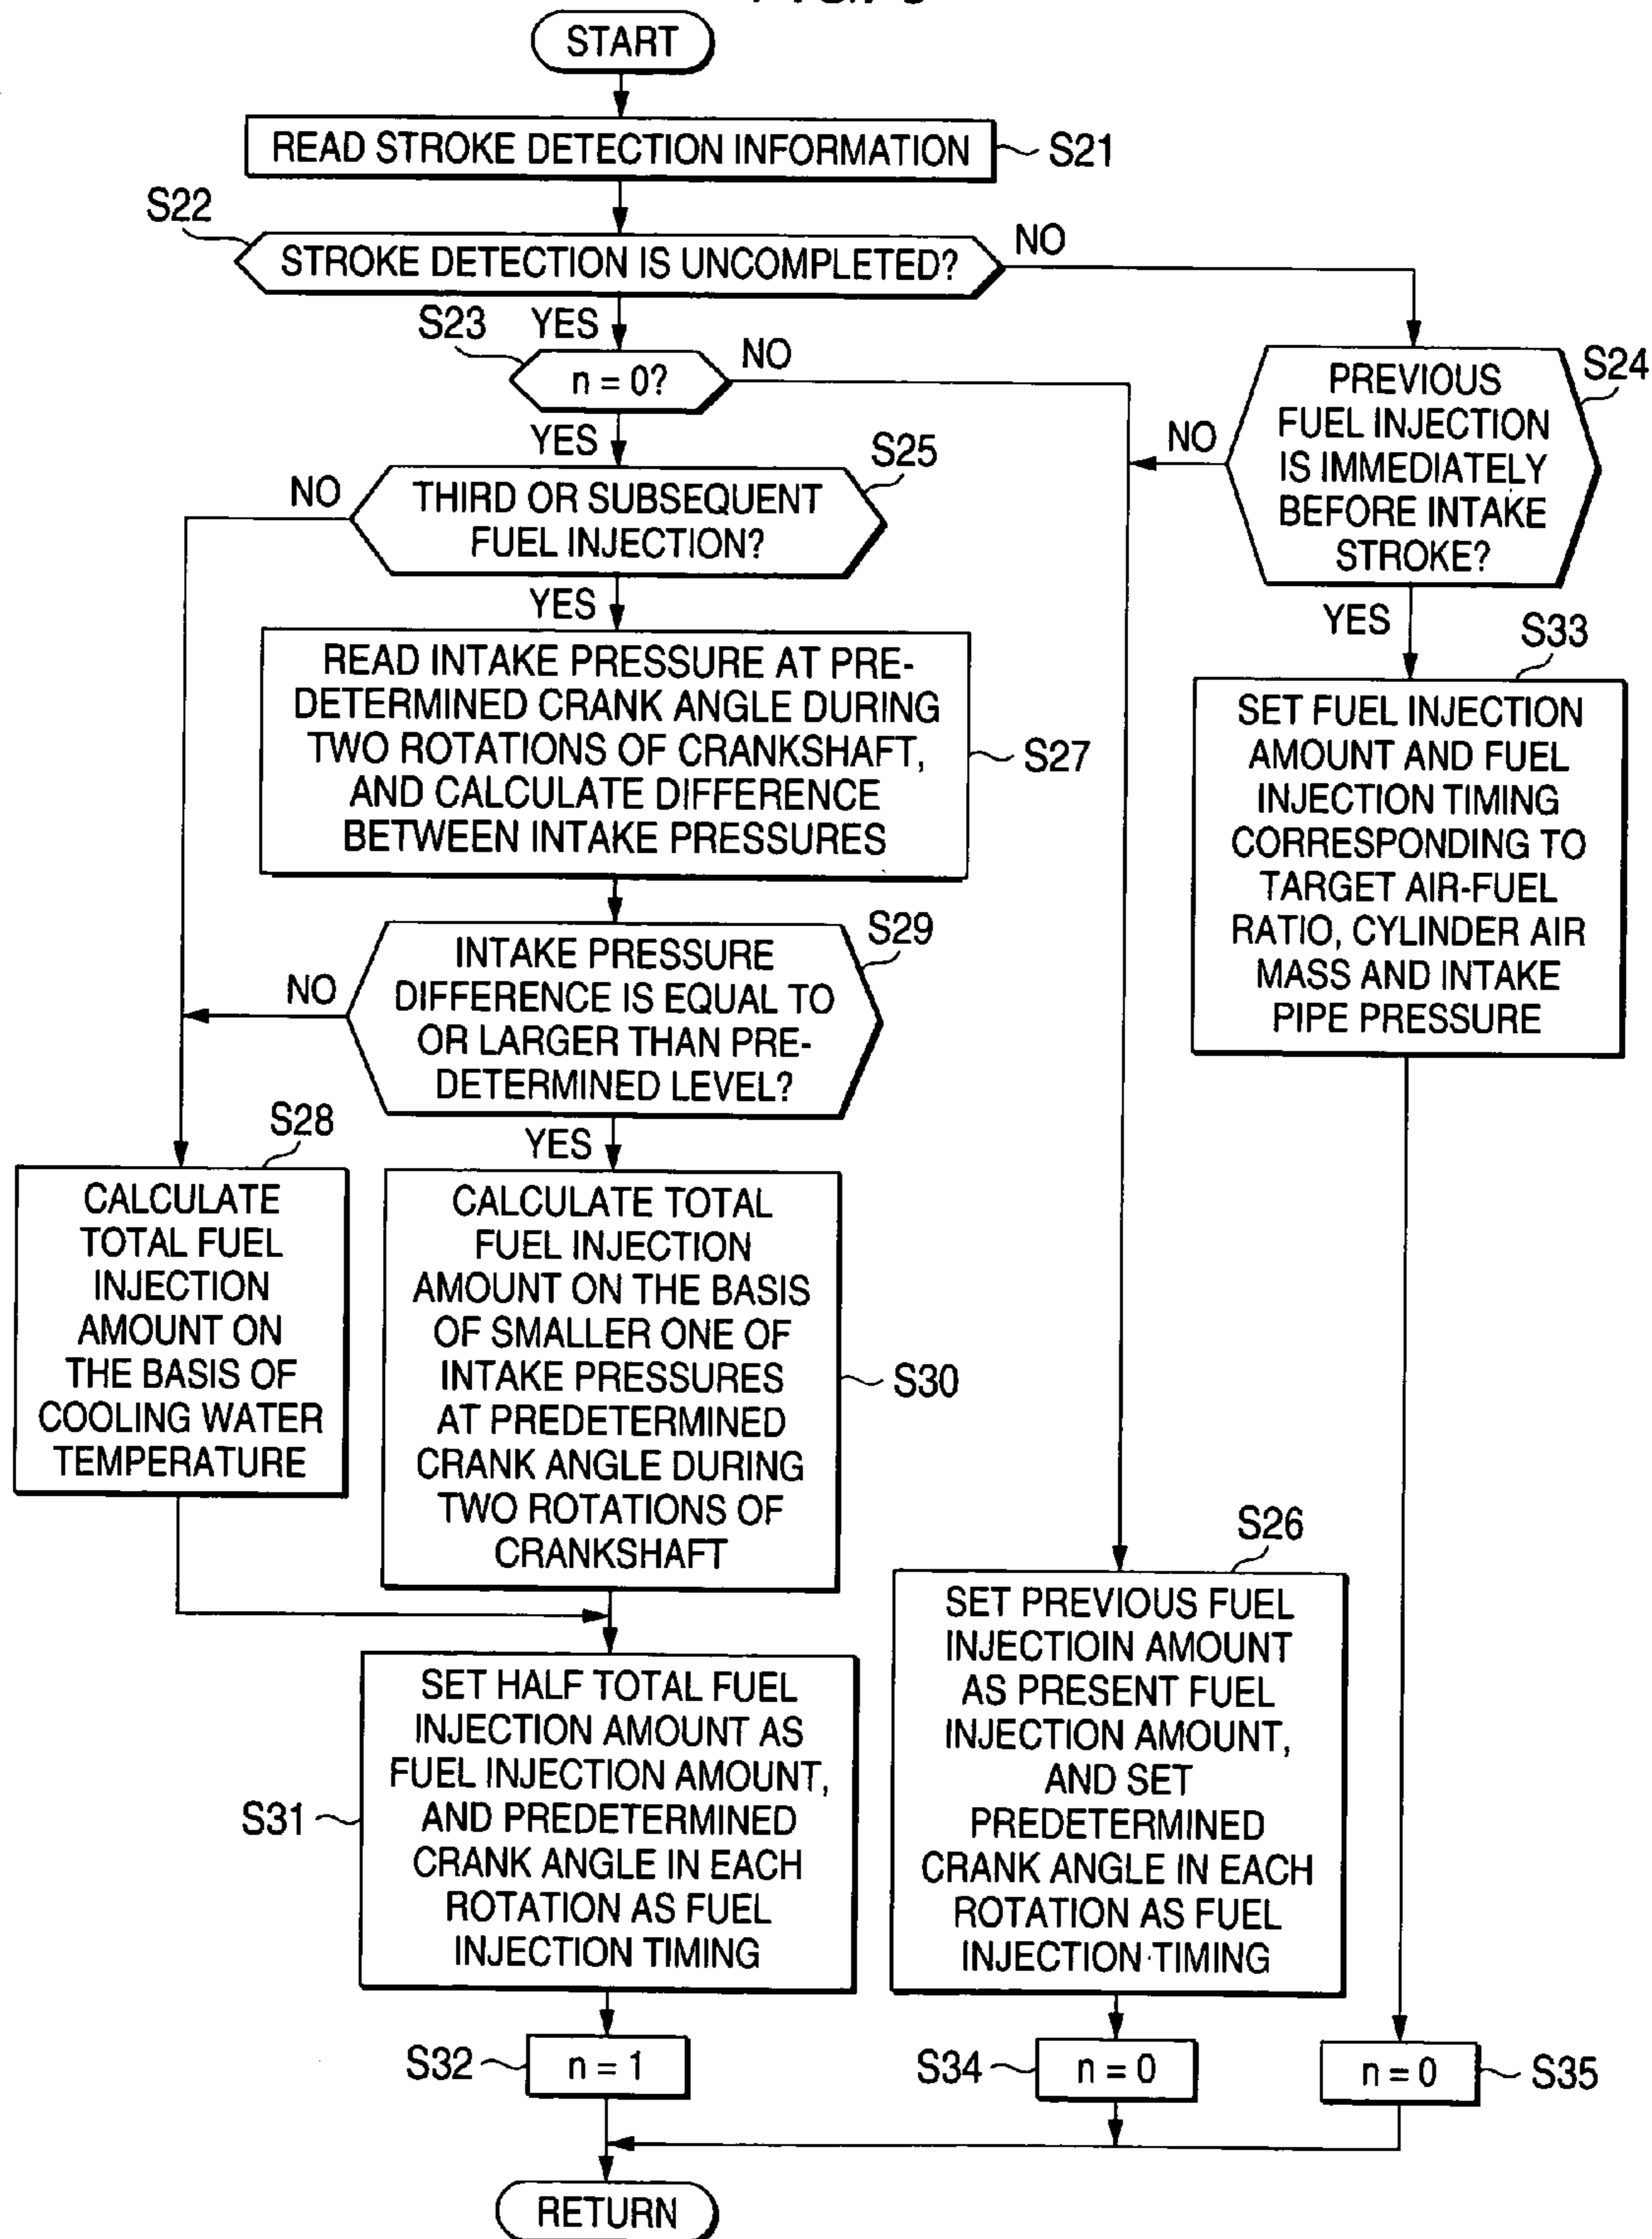 START
READ STROKE DETECTION INFORMATION
S21
S22
STROKE DETECTION IS UNCOMPLETED?
NO
YES
S23
n = 0?
NO
YES
S24
PREVIOUS
FUEL INJECTION
IS IMMEDIATELY
BEFORE INTAKE
STROKE?
NO
YES
S25
THIRD OR SUBSEQUENT
FUEL INJECTION?
NO
YES
READ INTAKE PRESSURE AT PRE-
DETERMINED CRANK ANGLE DURING
TWO ROTATIONS OF CRANKSHAFT,
AND CALCULATE DIFFERENCE
BETWEEN INTAKE PRESSURES
S27
S33
SET FUEL INJECTION
AMOUNT AND FUEL
INJECTION TIMING
CORRESPONDING TO
TARGET AIR-FUEL
RATIO, CYLINDER AIR
MASS AND INTAKE
PIPE PRESSURE
S29
INTAKE PRESSURE
DIFFERENCE IS EQUAL TO
OR LARGER THAN PRE-
DETERMINED LEVEL?
NO
YES
S28
CALCULATE
TOTAL FUEL
INJECTION
AMOUNT ON
THE BASIS OF
COOLING WATER
TEMPERATURE
CALCULATE TOTAL
FUEL INJECTION
AMOUNT ON THE BASIS
OF SMALLER ONE OF
INTAKE PRESSURES
AT PREDETERMINED
CRANK ANGLE DURING
TWO ROTATIONS OF
CRANKSHAFT
S30
S26
SET PREVIOUS FUEL
INJECTIOIN AMOUNT
AS PRESENT FUEL
INJECTION AMOUNT,
AND SET
PREDETERMINED
CRANK ANGLE IN EACH
ROTATION AS FUEL
INJECTION TIMING
SET HALF TOTAL FUEL
INJECTION AMOUNT AS
FUEL INJECTION AMOUNT,
AND PREDETERMINED
CRANK ANGLE IN EACH
ROTATION AS FUEL
INJECTION TIMING
S31
S32
n = 1
S34
n = 0
n = 0
S35
RETURN